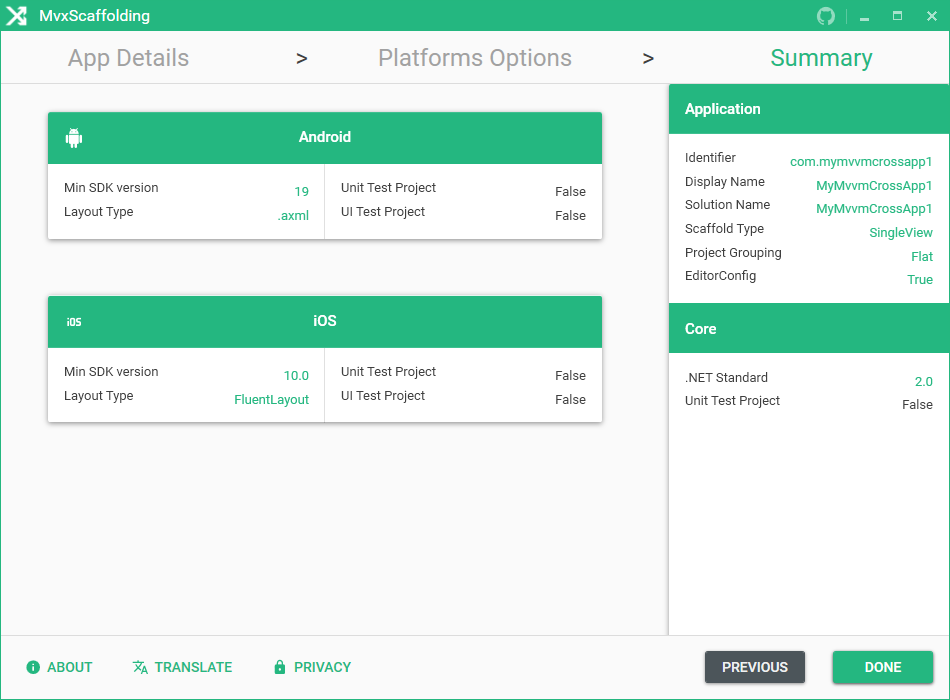 MvxScaffolding
App Details > Platforms Options > Summary
Android
Min SDK version 19
Layout Type .axml
Unit Test Project False
UI Test Project False
iOS iOS
Min SDK version 10.0
Layout Type FluentLayout
Unit Test Project False
UI Test Project False
Application
Identifier com.mymvvmcrossapp1
Display Name MyMvvmCrossApp1
Solution Name MyMvvmCrossApp1
Scaffold Type SingleView
Project Grouping Flat
EditorConfig True
Core
.NET Standard 2.0
Unit Test Project False
ABOUT TRANSLATE PRIVACY PREVIOUS DONE